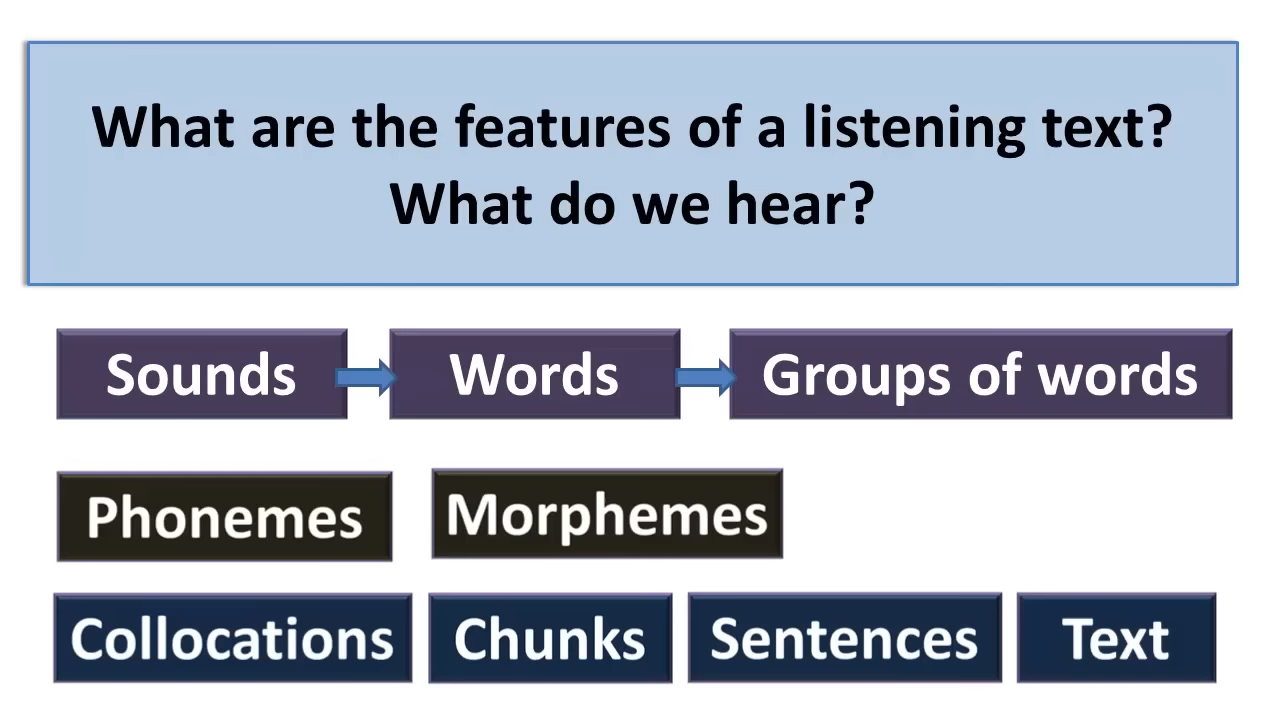 What are the features of a listening text?
What do we hear?
Sounds Words Groups of words
Phonemes Morphemes
Collocations Chunks Sentences Text